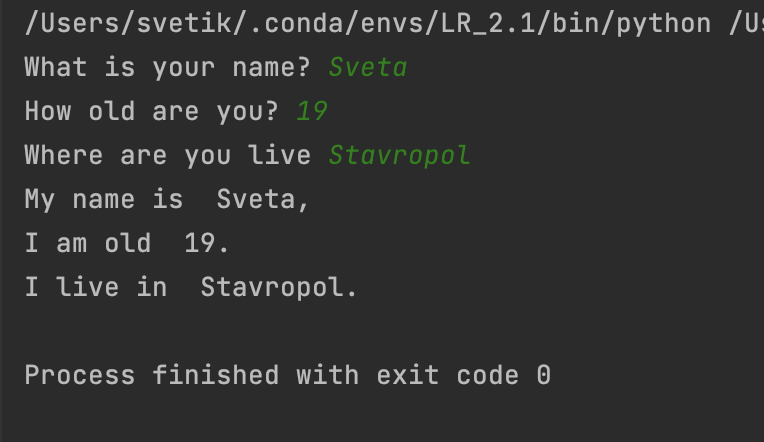 /Users/svetik/.conda/envs/LR_2.1/bin/python
What is your name? Sveta
How old are you? 19
Where are you live Stavropol
My name is  Sveta,
I am old  19.
I live in  Stavropol.
Process finished with exit code 0